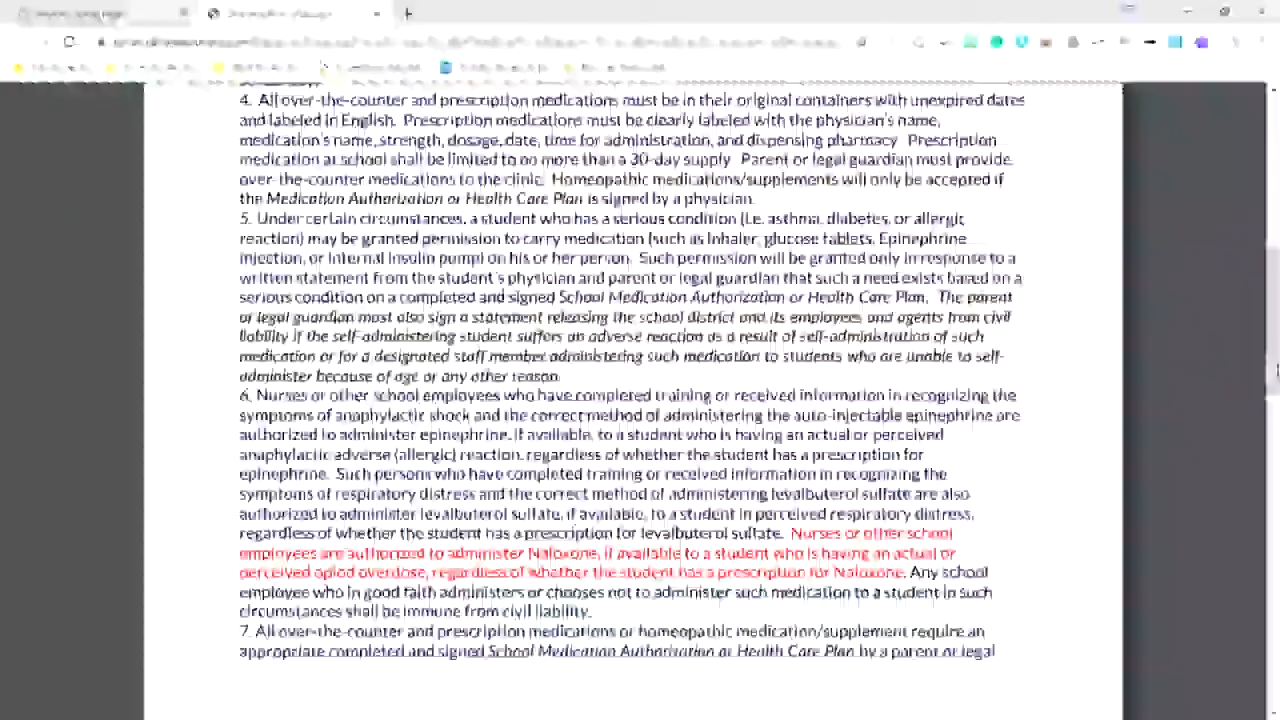 4. All over-the-counter and prescription medications must be in their original containers with unexpired dates
and labeled in English. Prescription medications must be clearly labeled with the physician's name,
medication's name, strength, dosage, date, time for administration, and dispensing pharmacy Prescription
medication at school shall be limited to no more than a 30-day supply Parent or legal guardian must provide
over-the-counter medications to the clinic. Homeopathic medications/supplements will only be accepted if
the Medication Authorization or Health Care Plan is signed by a physician.
5. Under certain circumstances, a student who has a serious condition (i.e. asthma, diabetes, or allergic
reaction) may be granted permission to carry medication (such as Inhaler, glucose tablets, Epinephrine
injection, or Internal Insulin pump) on his or her person. Such permission will be granted only in response to a
written statement from the student's physician and parent or legal guardian that such a need exists based on a
serious condition on a completed and signed School Medication Authorization or Health Care Plan. The parent
or legal guardian must also sign a statement releasing the school district and its employees and agents from civil
liability if the self-administering student suffers an adverse reaction as a result of self-administration of such
medication or for a designated staff member administering such medication to students who are unable to self-
administer because of age or any other reason.
6. Nurses or other school employees who have completed training or received information in recognizing the
symptoms of anaphylactic shock and the correct method of administering the auto-injectable epinephrine are
authorized to administer epinephrine, if available, to a student who is having an actual or perceived
anaphylactic adverse (allergic) reaction, regardless of whether the student has a prescription for
epinephrine. Such persons who have completed training or received information in recognizing the
symptoms of respiratory distress and the correct method of administering levalbuterol sulfate are also
authorized to administer levalbuterol sulfate, if available, to a student in perceived respiratory distress,
regardless of whether the student has a prescription for levalbuterol sulfate. Nurses or other school
employees are authorized to administer Naloxone, if available to a student who is having an actual or
perceived opiod overdose, regardless of whether the student has a prescription for Naloxone. Any school
employee who in good faith administers or chooses not to administer such medication to a student in such
circumstances shall be immune from civil liability.
7. All over-the-counter and prescription medications or homeopathic medication/supplement require an
appropriate completed and signed School Medication Authorization or Health Care Plan by a parent or legal